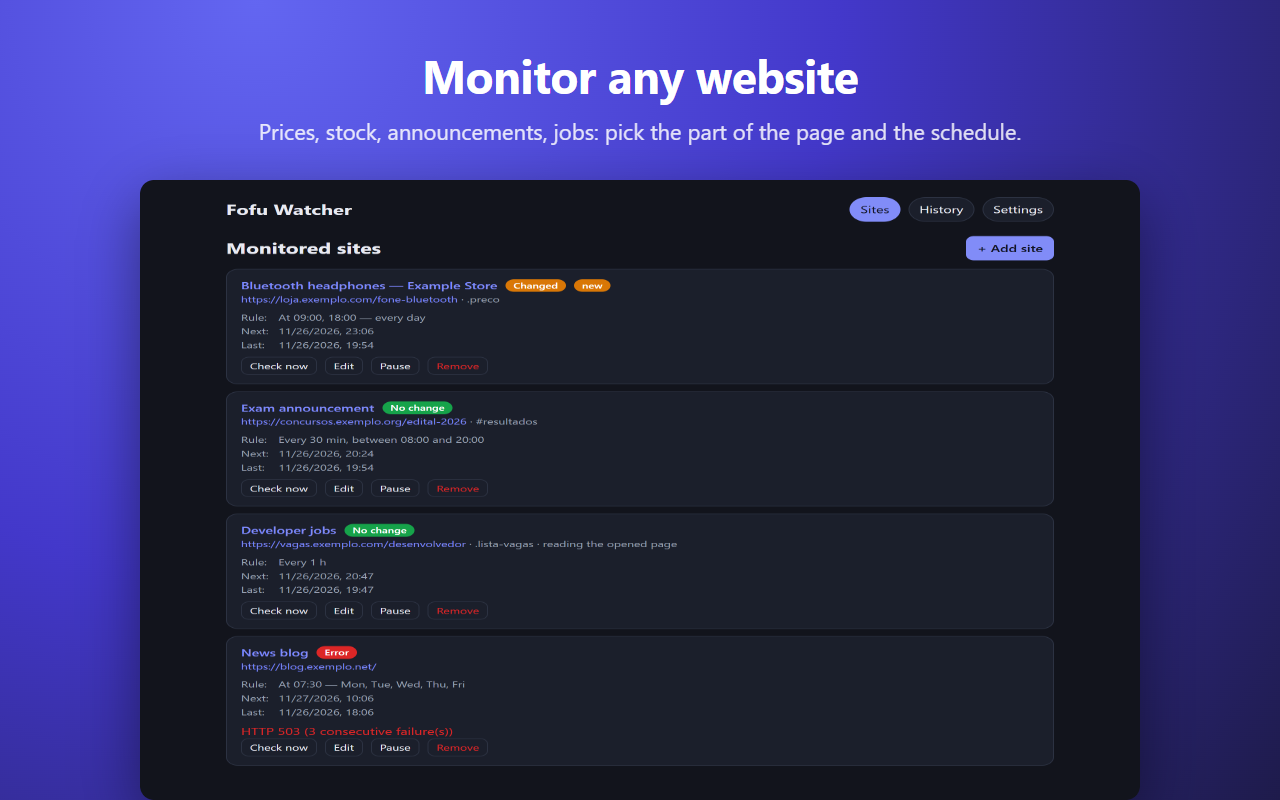 Monitor any website
Prices, stock, announcements, jobs: pick the part of the page and the schedule.
Fofu Watcher
Sites
History
Settings
Monitored sites
+ Add site
Bluetooth headphones — Example Store Changed new
https://loja.exemplo.com/fone-bluetooth · .preco
Rule: At 09:00, 18:00 — every day
Next: 11/26/2026, 23:06
Last: 11/26/2026, 19:54
Check now Edit Pause Remove
Exam announcement No change
https://concursos.exemplo.org/edital-2026 · #resultados
Rule: Every 30 min, between 08:00 and 20:00
Next: 11/26/2026, 20:24
Last: 11/26/2026, 19:54
Check now Edit Pause Remove
Developer jobs No change
https://vagas.exemplo.com/desenvolvedor · .lista-vagas · reading the opened page
Rule: Every 1 h
Next: 11/26/2026, 20:47
Last: 11/26/2026, 19:47
Check now Edit Pause Remove
News blog Error
https://blog.exemplo.net/
Rule: At 07:30 — Mon, Tue, Wed, Thu, Fri
Next: 11/27/2026, 10:06
Last: 11/26/2026, 18:06
HTTP 503 (3 consecutive failure(s))
Check now Edit Pause Remove